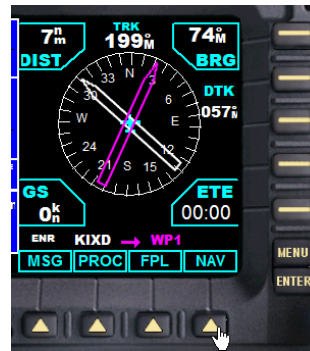 7nm TRK 74°M
DIST 199°M BRG
33 N 3
30 6 DTK
W E 057°
24 12
21 S 15
GS ETE
0kn 00:00
ENR KIXD → WP1
MSG PROC FPL NAV
MENU
ENTER